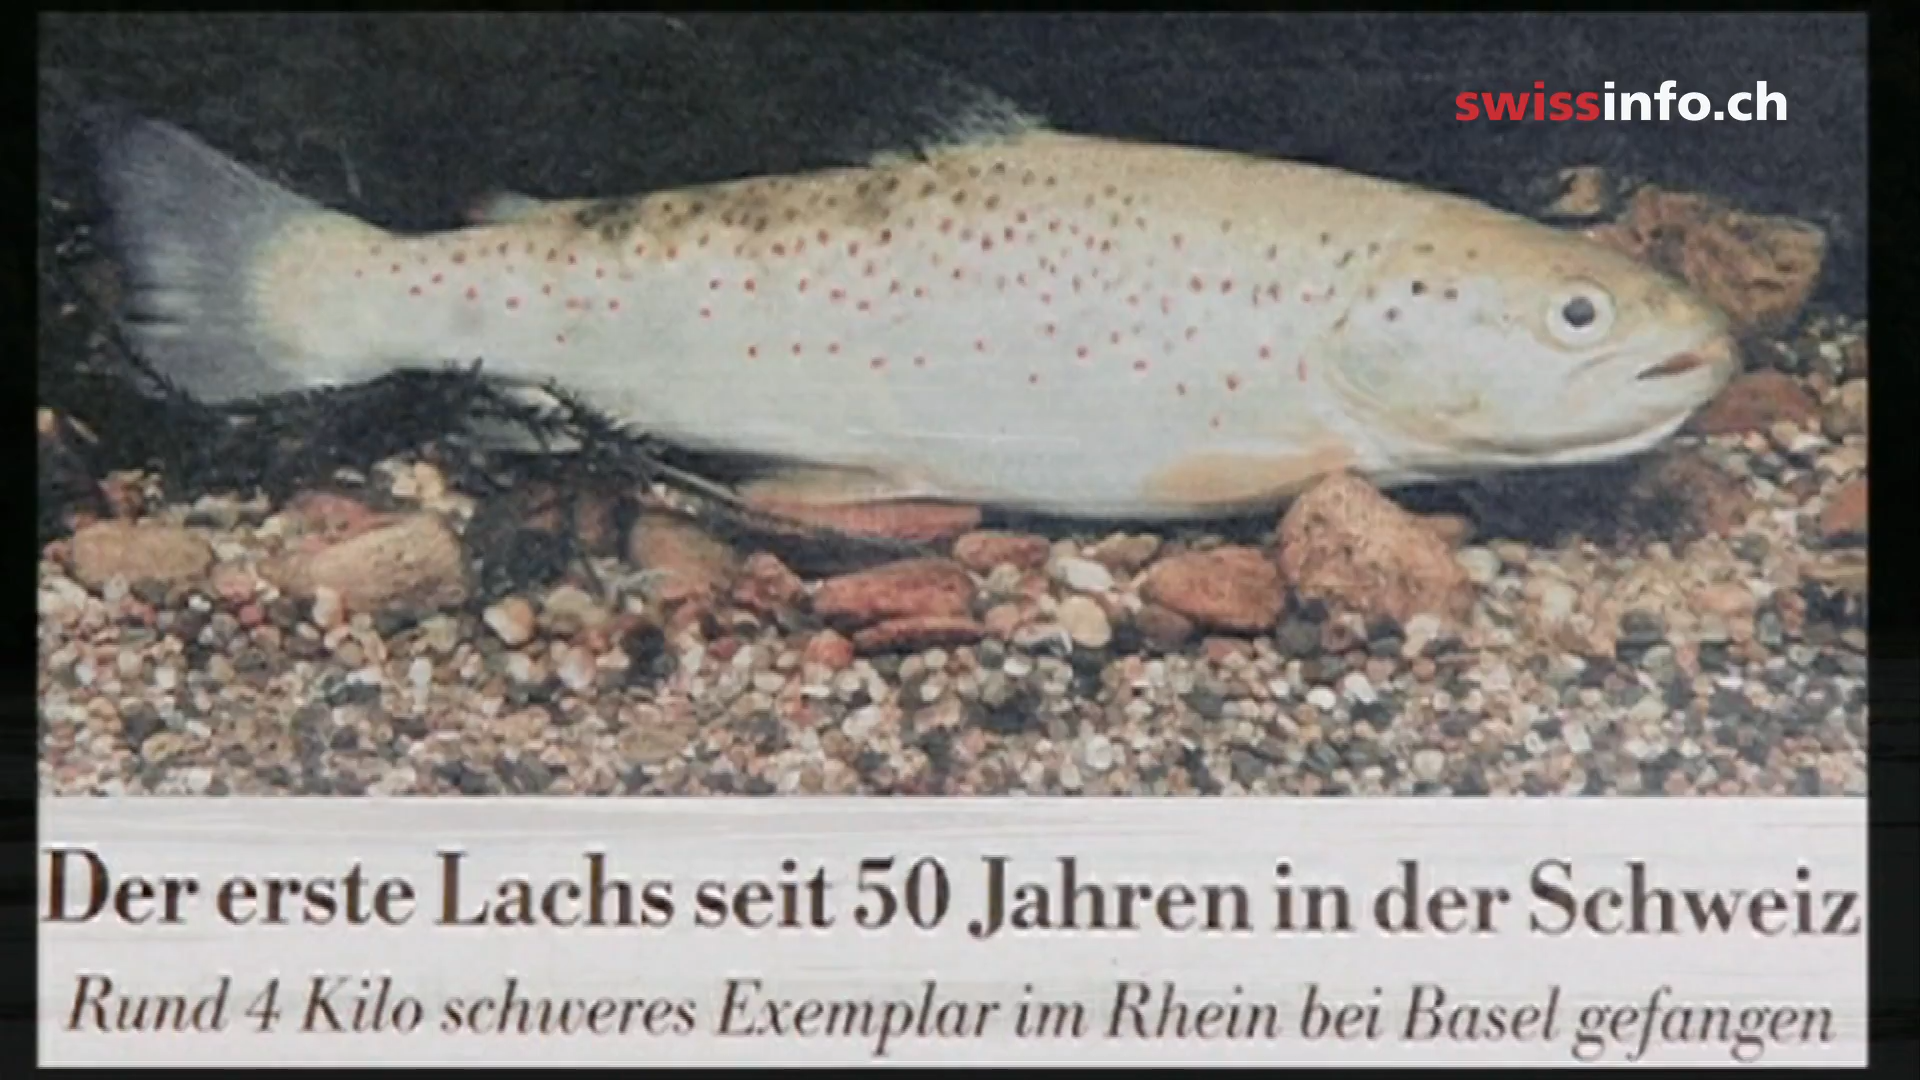 swissinfo.ch
Der erste Lachs seit 50 Jahren in der Schweiz
Rund 4 Kilo schweres Exemplar im Rhein bei Basel gefangen